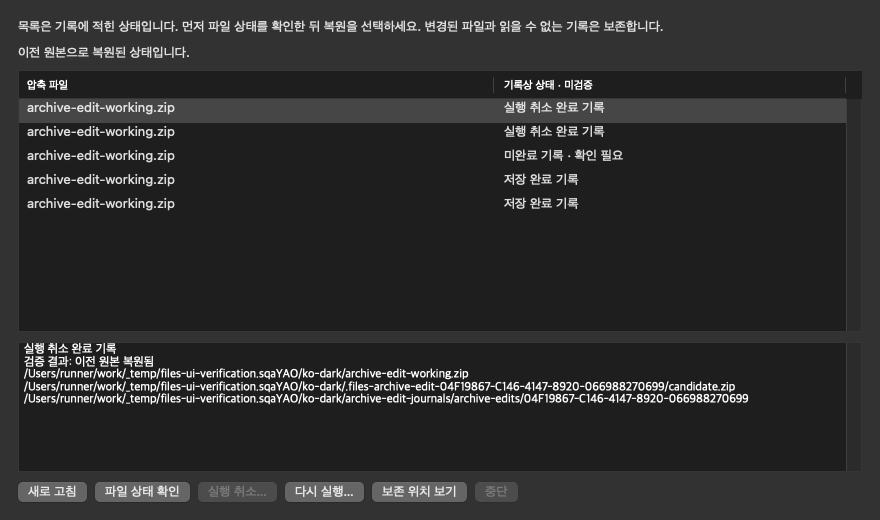 목록은 기록에 적힌 상태입니다. 먼저 파일 상태를 확인한 뒤 복원을 선택하세요. 변경된 파일과 읽을 수 없는 기록은 보존합니다.
이전 원본으로 복원된 상태입니다.
압축 파일 기록상 상태 · 미검증
archive-edit-working.zip 실행 취소 완료 기록
archive-edit-working.zip 실행 취소 완료 기록
archive-edit-working.zip 미완료 기록 · 확인 필요
archive-edit-working.zip 저장 완료 기록
archive-edit-working.zip 저장 완료 기록
실행 취소 완료 기록
검증 결과: 이전 원본 복원됨
/Users/runner/work/_temp/files-ui-verification.sqaYAO/ko-dark/archive-edit-working.zip
/Users/runner/work/_temp/files-ui-verification.sqaYAO/ko-dark/.files-archive-edit-04F19867-C146-4147-8920-066988270699/candidate.zip
/Users/runner/work/_temp/files-ui-verification.sqaYAO/ko-dark/archive-edit-journals/archive-edits/04F19867-C146-4147-8920-066988270699
새로 고침 파일 상태 확인 실행 취소... 다시 실행... 보존 위치 보기 중단